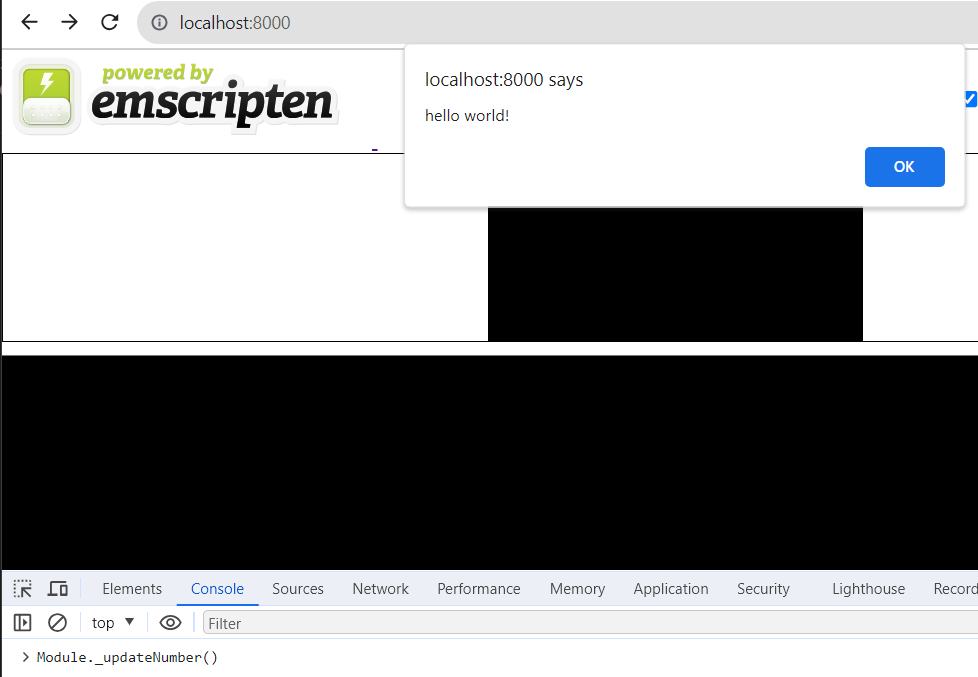 localhost:8000
powered by
emscripten
localhost:8000 says
hello world!
OK
Elements Console Sources Network Performance Memory Application Security Lighthouse
top Filter
Module._updateNumber()